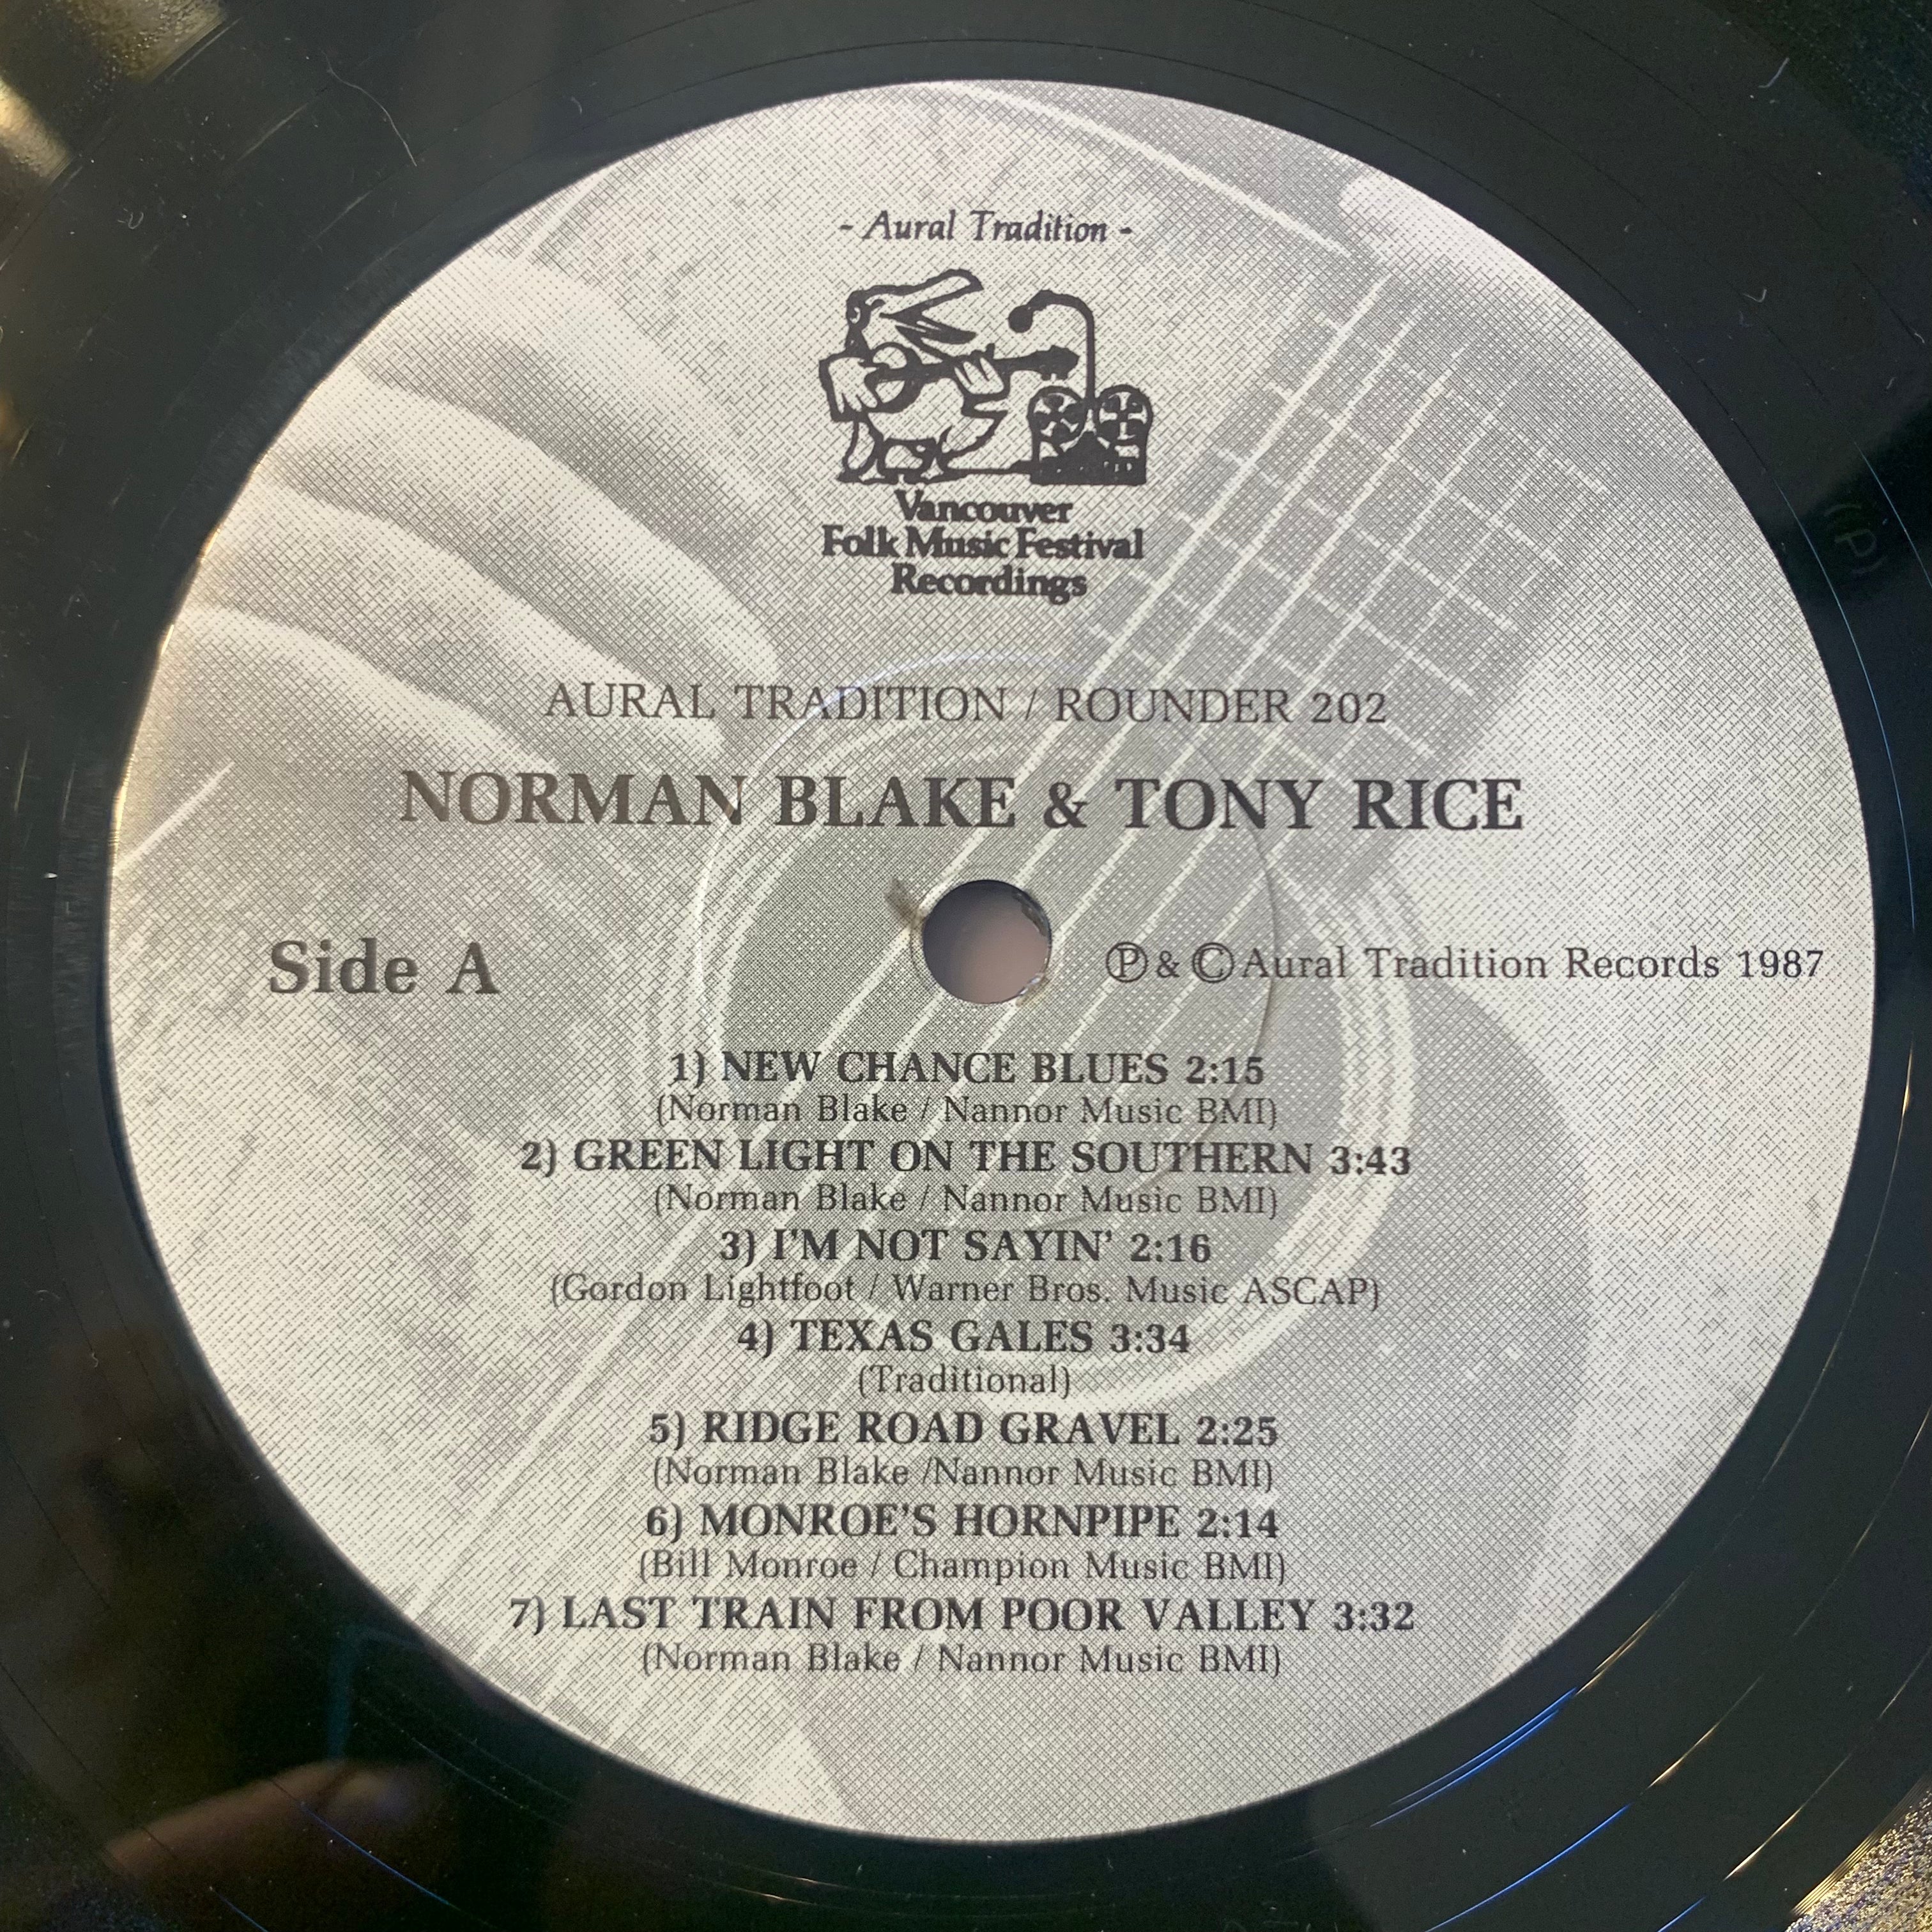 - Aural Tradition -
Vancouver
Folk Music Festival
Recordings
AURAL TRADITION / ROUNDER 202
NORMAN BLAKE & TONY RICE
Side A
Ⓟ & ©Aural Tradition Records 1987
1) NEW CHANCE BLUES 2:15
(Norman Blake / Nannor Music BMI)
2) GREEN LIGHT ON THE SOUTHERN 3:43
(Norman Blake / Nannor Music BMI)
3) I'M NOT SAYIN' 2:16
(Gordon Lightfoot / Warner Bros. Music ASCAP)
4) TEXAS GALES 3:34
(Traditional)
5) RIDGE ROAD GRAVEL 2:25
(Norman Blake /Nannor Music BMI)
6) MONROE'S HORNPIPE 2:14
(Bill Monroe / Champion Music BMI)
7) LAST TRAIN FROM POOR VALLEY 3:32
(Norman Blake / Nannor Music BMI)
(P)